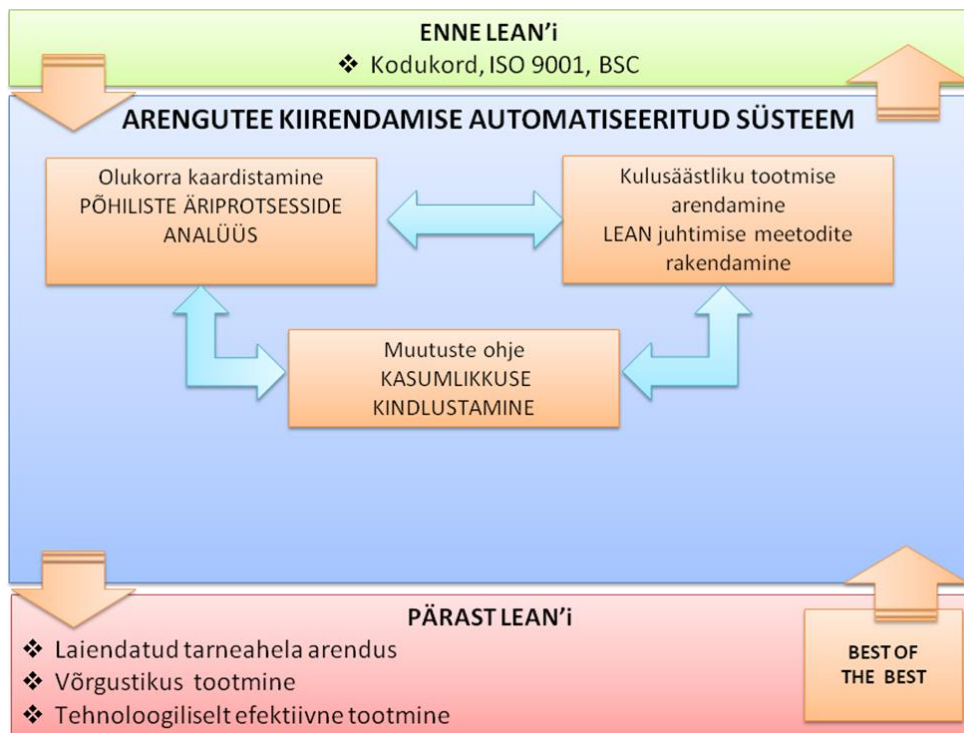 ENNE LEAN’i
❖ Kodukord, ISO 9001, BSC
ARENGUTEE KIIRENDAMISE AUTOMATISEERITUD SÜSTEEM
Olukorra kaardistamine
PÕHILISTE ÄRIPROTSESSIDE
ANALÜÜS
Kulusäästliku tootmise
arendamine
LEAN juhtimise meetodite
rakendamine
Muutuste ohje
KASUMLIKKUSE
KINDLUSTAMINE
PÄRAST LEAN’i
❖ Laiendatud tarneahela arendus
❖ Võrgustikus tootmine
❖ Tehnoloogiliselt efektiivne tootmine
BEST OF
THE BEST